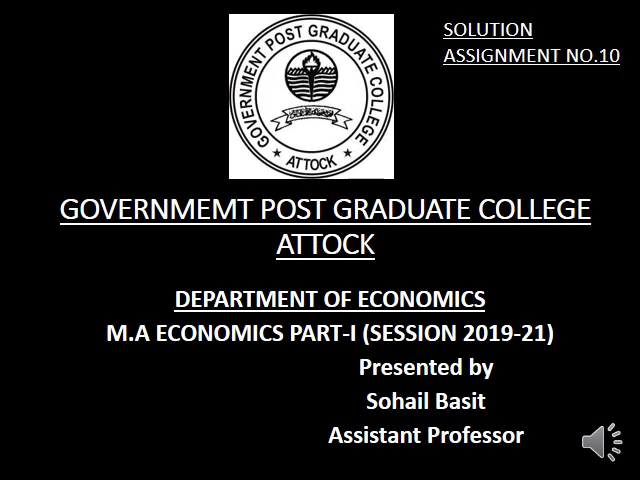 SOLUTION
ASSIGNMENT NO.10
GOVERNMENT POST GRADUATE COLLEGE
ATTOCK
GOVERNMEMT POST GRADUATE COLLEGE
ATTOCK
DEPARTMENT OF ECONOMICS
M.A ECONOMICS PART-I (SESSION 2019-21)
Presented by
Sohail Basit
Assistant Professor